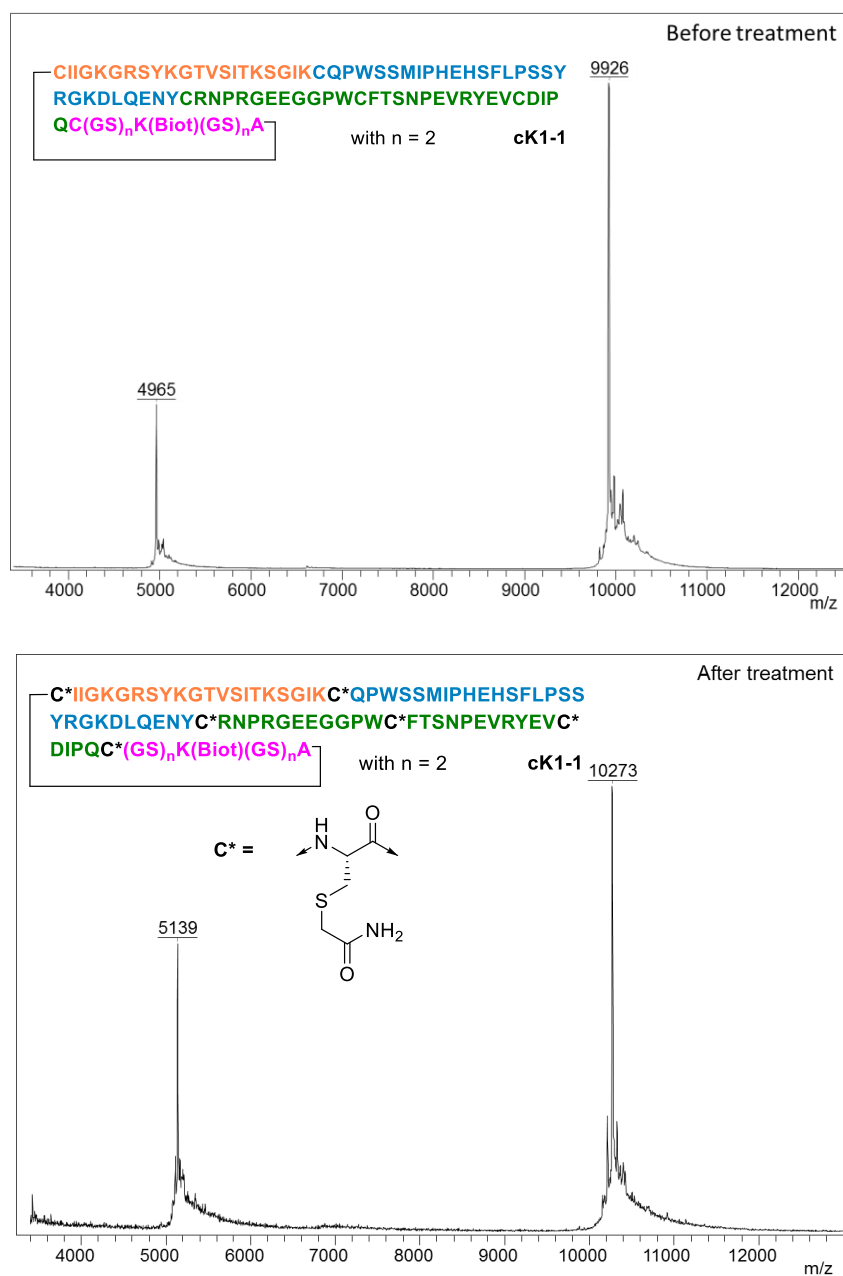 Before treatment
9926
CIIGKGRSYKGTVSITKSGIKCQPWSSMIPHEHSFLPSSY
RGKDLQENYCRNPRGEEGGPWCFTSNPEVRYEVCDIP
QC(GS)nK(Biot)(GS)nA
with n = 2 cK1-1
4965
4000 5000 6000 7000 8000 9000 10000 11000 12000
m/z
After treatment
C*IIGKGRSYKGTVSITKSGIKC*QPWSSMIPHEHSFLPSS
YRGKDLQENYC*RNPRGEEGGPWC*FTSNPEVRYEVC*
DIPQC*(GS)nK(Biot)(GS)nA
with n = 2 cK1-1
10273
C* =
H
N
O
S
NH2
O
5139
4000 5000 6000 7000 8000 9000 10000 11000 12000
m/z